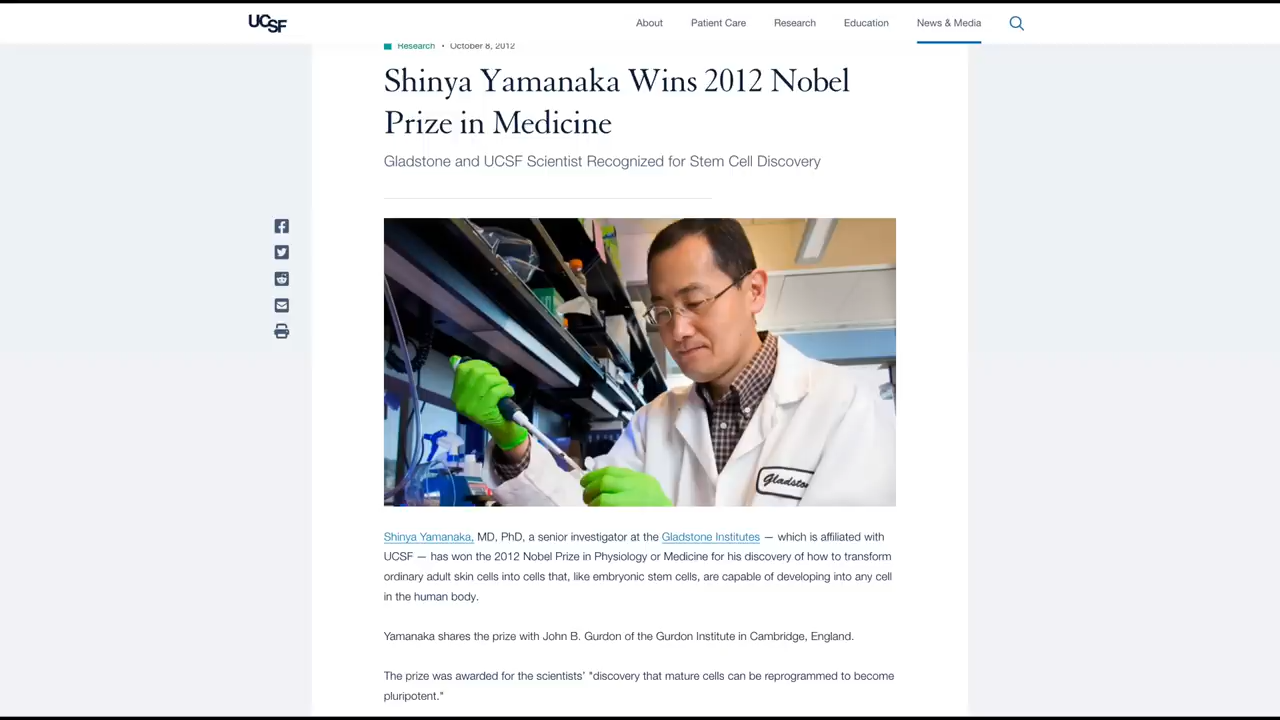 UCSF
About Patient Care Research Education News & Media
Research • October 8, 2012
Shinya Yamanaka Wins 2012 Nobel
Prize in Medicine
Gladstone and UCSF Scientist Recognized for Stem Cell Discovery
Gladsto
Shinya Yamanaka, MD, PhD, a senior investigator at the Gladstone Institutes — which is affiliated with
UCSF — has won the 2012 Nobel Prize in Physiology or Medicine for his discovery of how to transform
ordinary adult skin cells into cells that, like embryonic stem cells, are capable of developing into any cell
in the human body.
Yamanaka shares the prize with John B. Gurdon of the Gurdon Institute in Cambridge, England.
The prize was awarded for the scientists' "discovery that mature cells can be reprogrammed to become
pluripotent."